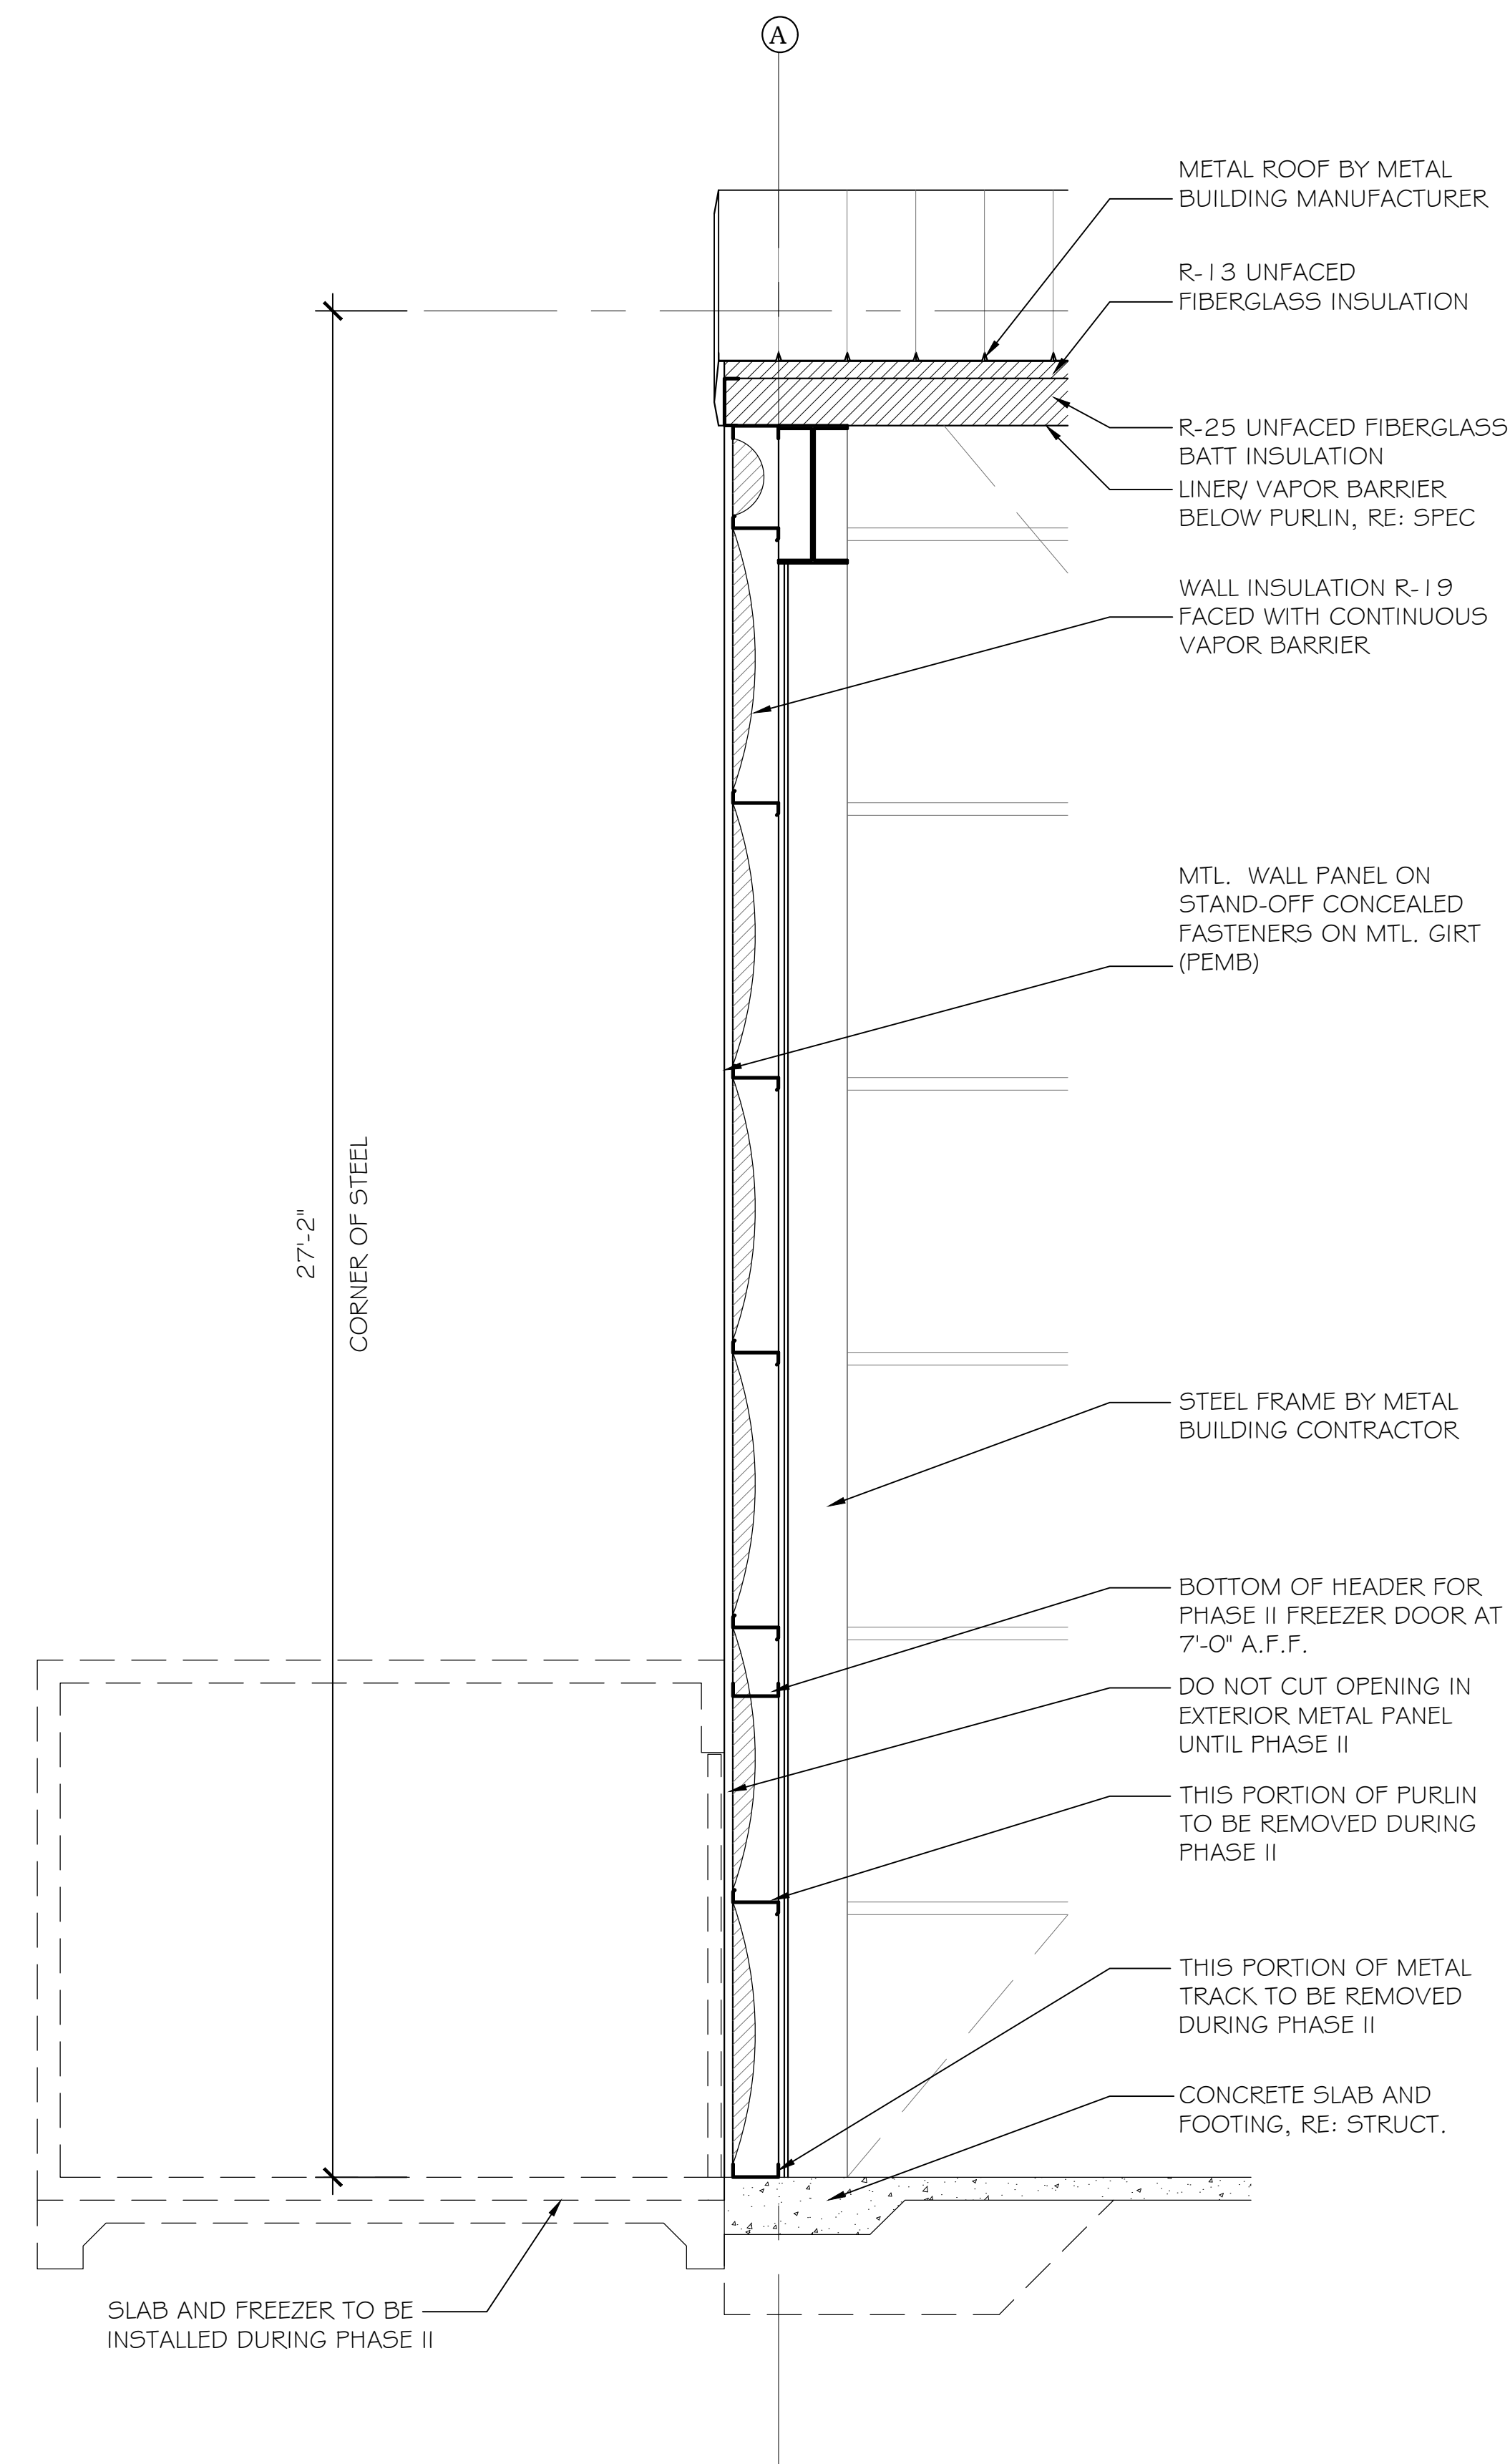 A
METAL ROOF BY METAL
BUILDING MANUFACTURER
R-13 UNFACED
FIBERGLASS INSULATION
R-25 UNFACED FIBERGLASS
BATT INSULATION
LINER/ VAPOR BARRIER
BELOW PURLIN, RE: SPEC
WALL INSULATION R-19
FACED WITH CONTINUOUS
VAPOR BARRIER
MTL. WALL PANEL ON
STAND-OFF CONCEALED
FASTENERS ON MTL. GIRT
(PEMB)
27'-2"
CORNER OF STEEL
STEEL FRAME BY METAL
BUILDING CONTRACTOR
BOTTOM OF HEADER FOR
PHASE II FREEZER DOOR AT
7'-0" A.F.F.
DO NOT CUT OPENING IN
EXTERIOR METAL PANEL
UNTIL PHASE II
THIS PORTION OF PURLIN
TO BE REMOVED DURING
PHASE II
THIS PORTION OF METAL
TRACK TO BE REMOVED
DURING PHASE II
CONCRETE SLAB AND
FOOTING, RE: STRUCT.
SLAB AND FREEZER TO BE
INSTALLED DURING PHASE II